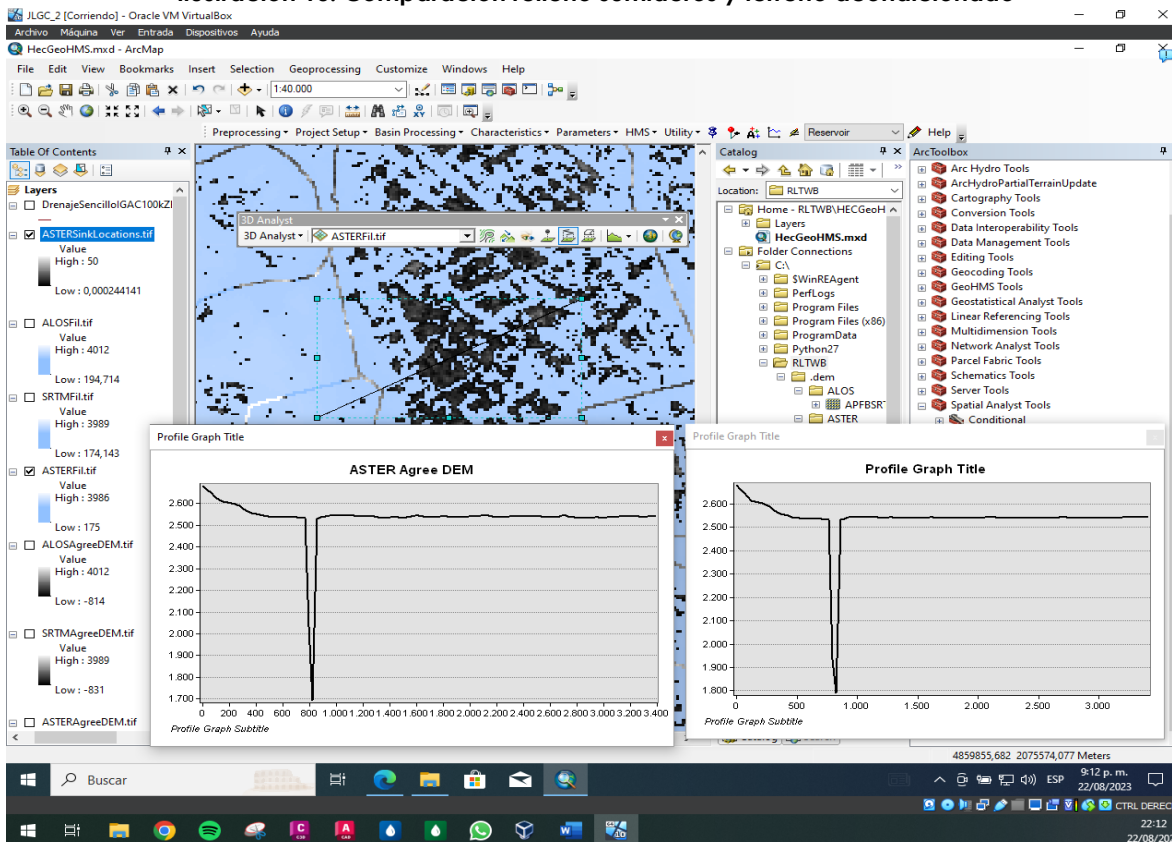 JLGC_2 [Corriendo] - Oracle VM VirtualBox
Archivo Máquina Ver Entrada Dispositivos Ayuda
HecGeoHMS.mxd - ArcMap
File Edit View Bookmarks Insert Selection Geoprocessing Customize Windows Help
1:40.000
Preprocessing Project Setup Basin Processing Characteristics Parameters HMS Utility Reservoir Help
Table Of Contents
Layers
DrenajeSencilloIGAC100kZI
ASTERSinkLocations.tif
Value
High : 50
Low : 0,000244141
ALOSFil.tif
Value
High : 4012
Low : 194,714
SRTMFil.tif
Value
High : 3989
Low : 174,143
ASTERFil.tif
Value
High : 3986
Low : 175
ALOSAgreeDEM.tif
Value
High : 4012
Low : -814
SRTMAgreeDEM.tif
Value
High : 3989
Low : -831
ASTERAgreeDEM.tif
3D Analyst
3D Analyst ASTERFil.tif
Catalog
Location: RLTWB
Home - RLTWB\HECGeoH
Layers
HecGeoHMS.mxd
Folder Connections
C:\
$WinREAgent
PerfLogs
Program Files
Program Files (x86)
ProgramData
Python27
RLTWB
.dem
ALOS
APFBSRT
ASTER
ArcToolbox
Arc Hydro Tools
ArcHydroPartialTerrainUpdate
Cartography Tools
Conversion Tools
Data Interoperability Tools
Data Management Tools
Editing Tools
Geocoding Tools
GeoHMS Tools
Geostatistical Analyst Tools
Linear Referencing Tools
Multidimension Tools
Network Analyst Tools
Parcel Fabric Tools
Schematics Tools
Server Tools
Spatial Analyst Tools
Conditional
Profile Graph Title
ASTER Agree DEM
2.600
2.500
2.400
2.300
2.200
2.100
2.000
1.900
1.800
1.700
0 200 400 600 800 1.000 1.200 1.400 1.600 1.800 2.000 2.200 2.400 2.600 2.800 3.000 3.200 3.400
Profile Graph Subtitle
Profile Graph Title
Profile Graph Title
2.600
2.500
2.400
2.300
2.200
2.100
2.000
1.900
1.800
0 500 1.000 1.500 2.000 2.500 3.000
Profile Graph Subtitle
4859855,682 2075574,077 Meters
Buscar
ESP
9:12 p. m.
22/08/2023
CTRL DEREC
22:12
22/08/202